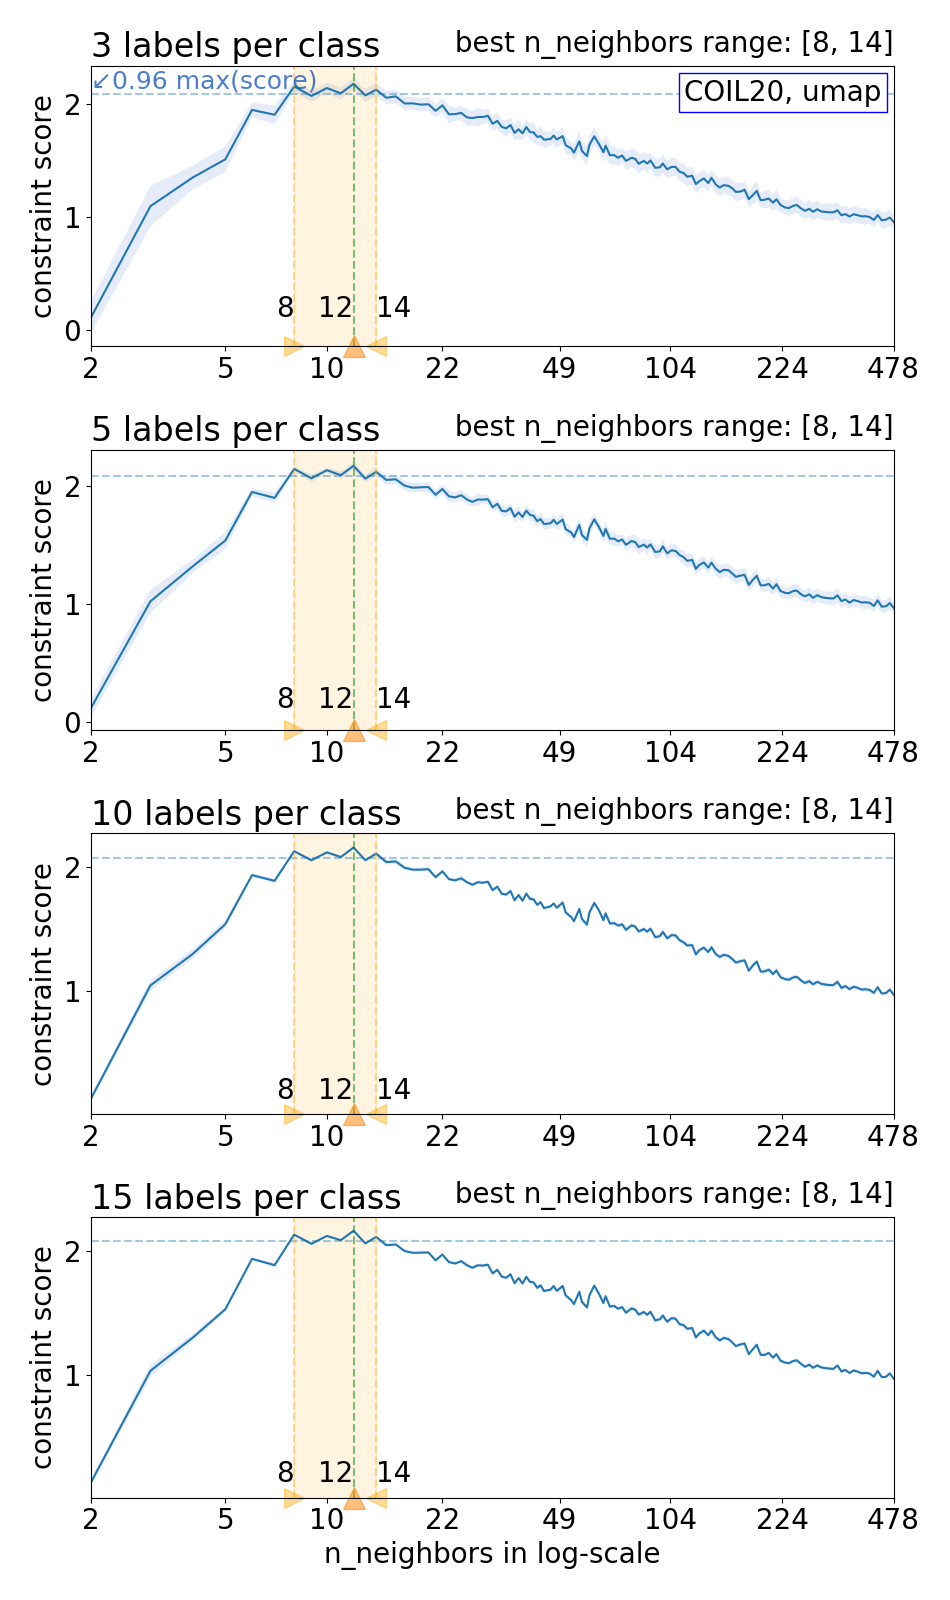 3 labels per class best n_neighbors range: [8, 14]
↙0.96 max(score)
COIL20, umap
constraint score
2
1
0
8 12 14
2 5 10 22 49 104 224 478
5 labels per class best n_neighbors range: [8, 14]
constraint score
2
1
0
8 12 14
2 5 10 22 49 104 224 478
10 labels per class best n_neighbors range: [8, 14]
constraint score
2
1
8 12 14
2 5 10 22 49 104 224 478
15 labels per class best n_neighbors range: [8, 14]
constraint score
2
1
8 12 14
2 5 10 22 49 104 224 478
n_neighbors in log-scale